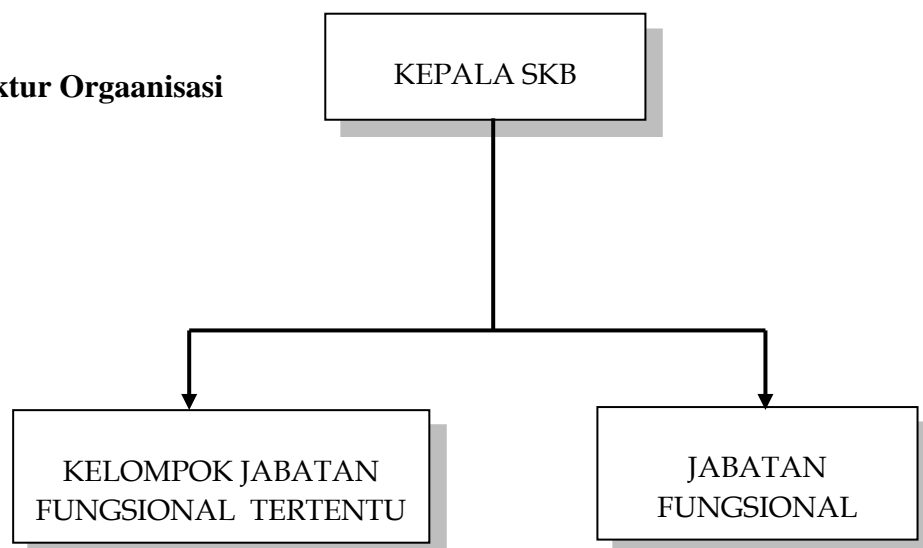 ktur Orgaanisasi
KEPALA SKB
KELOMPOK JABATAN
FUNGSIONAL TERTENTU
JABATAN
FUNGSIONAL